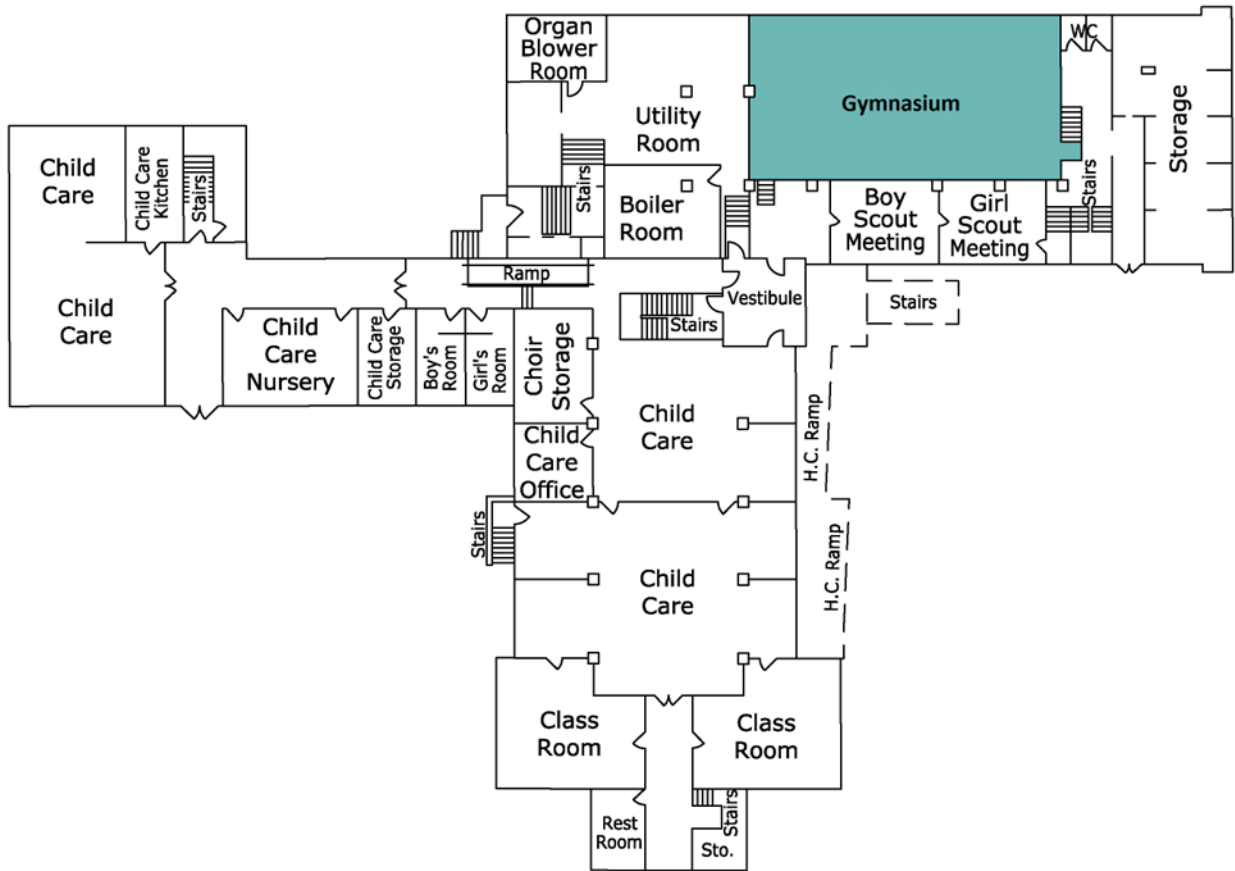 Organ
Blower
Room
WC
Gymnasium
Storage
Utility
Room
Child
Care
Child Care
Kitchen
Stairs
Stairs
Boiler
Room
Boy
Scout
Meeting
Girl
Scout
Meeting
Stairs
Ramp
Vestibule
Stairs
Stairs
Child
Care
Child
Care
Nursery
Child Care
Storage
Boy's
Room
Girl's
Room
Choir
Storage
Child
Care
H.C. Ramp
Child
Care
Office
Stairs
Child
Care
H.C. Ramp
Class
Room
Class
Room
Rest
Room
Stairs
Sto.